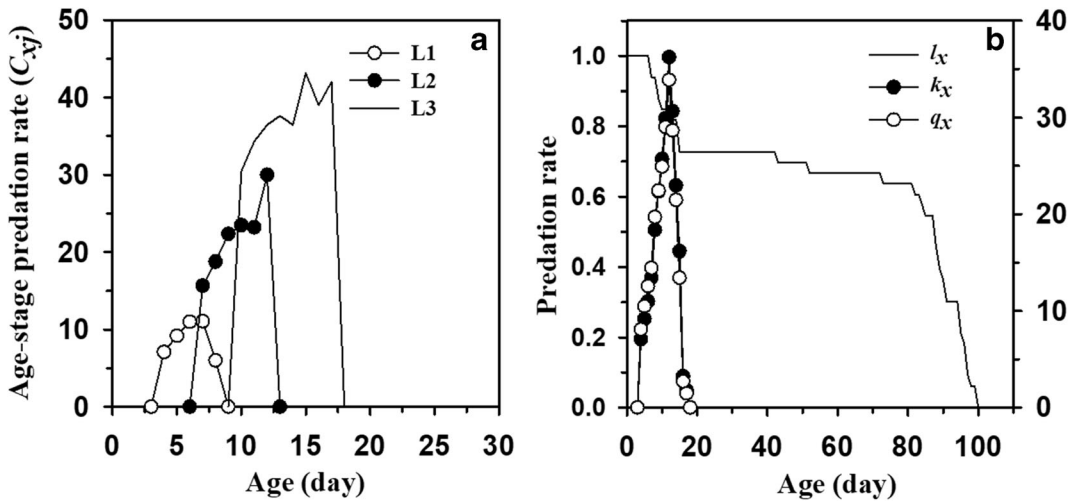 a
50
40
30
20
10
0
Age-stage predation rate (Cxj)
L1
L2
L3
0 5 10 15 20 25 30
Age (day)
b
1.0
0.8
0.6
0.4
0.2
0.0
Predation rate
lx
kx
qx
40
30
20
10
0
0 20 40 60 80 100
Age (day)